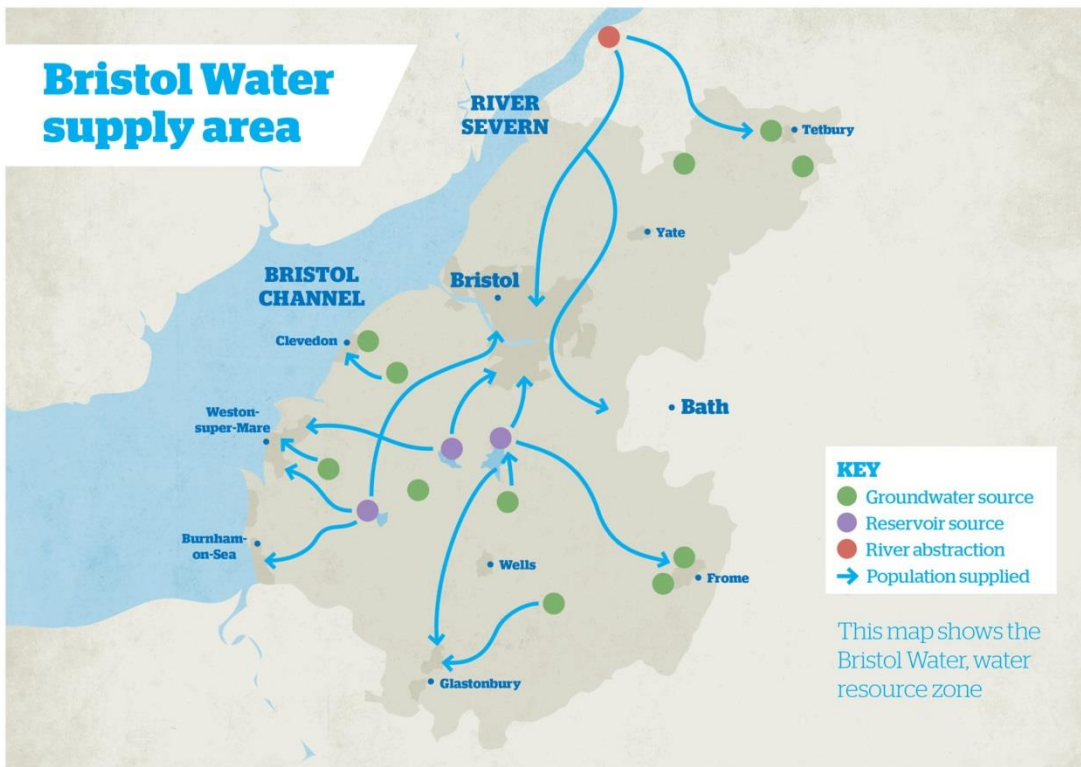 Bristol Water
supply area
RIVER
SEVERN
Tetbury
Yate
BRISTOL
CHANNEL
Bristol
Clevedon
Weston-
super-Mare
Bath
Burnham-
on-Sea
Wells
Frome
Glastonbury
KEY
Groundwater source
Reservoir source
River abstraction
Population supplied
This map shows the
Bristol Water, water
resource zone